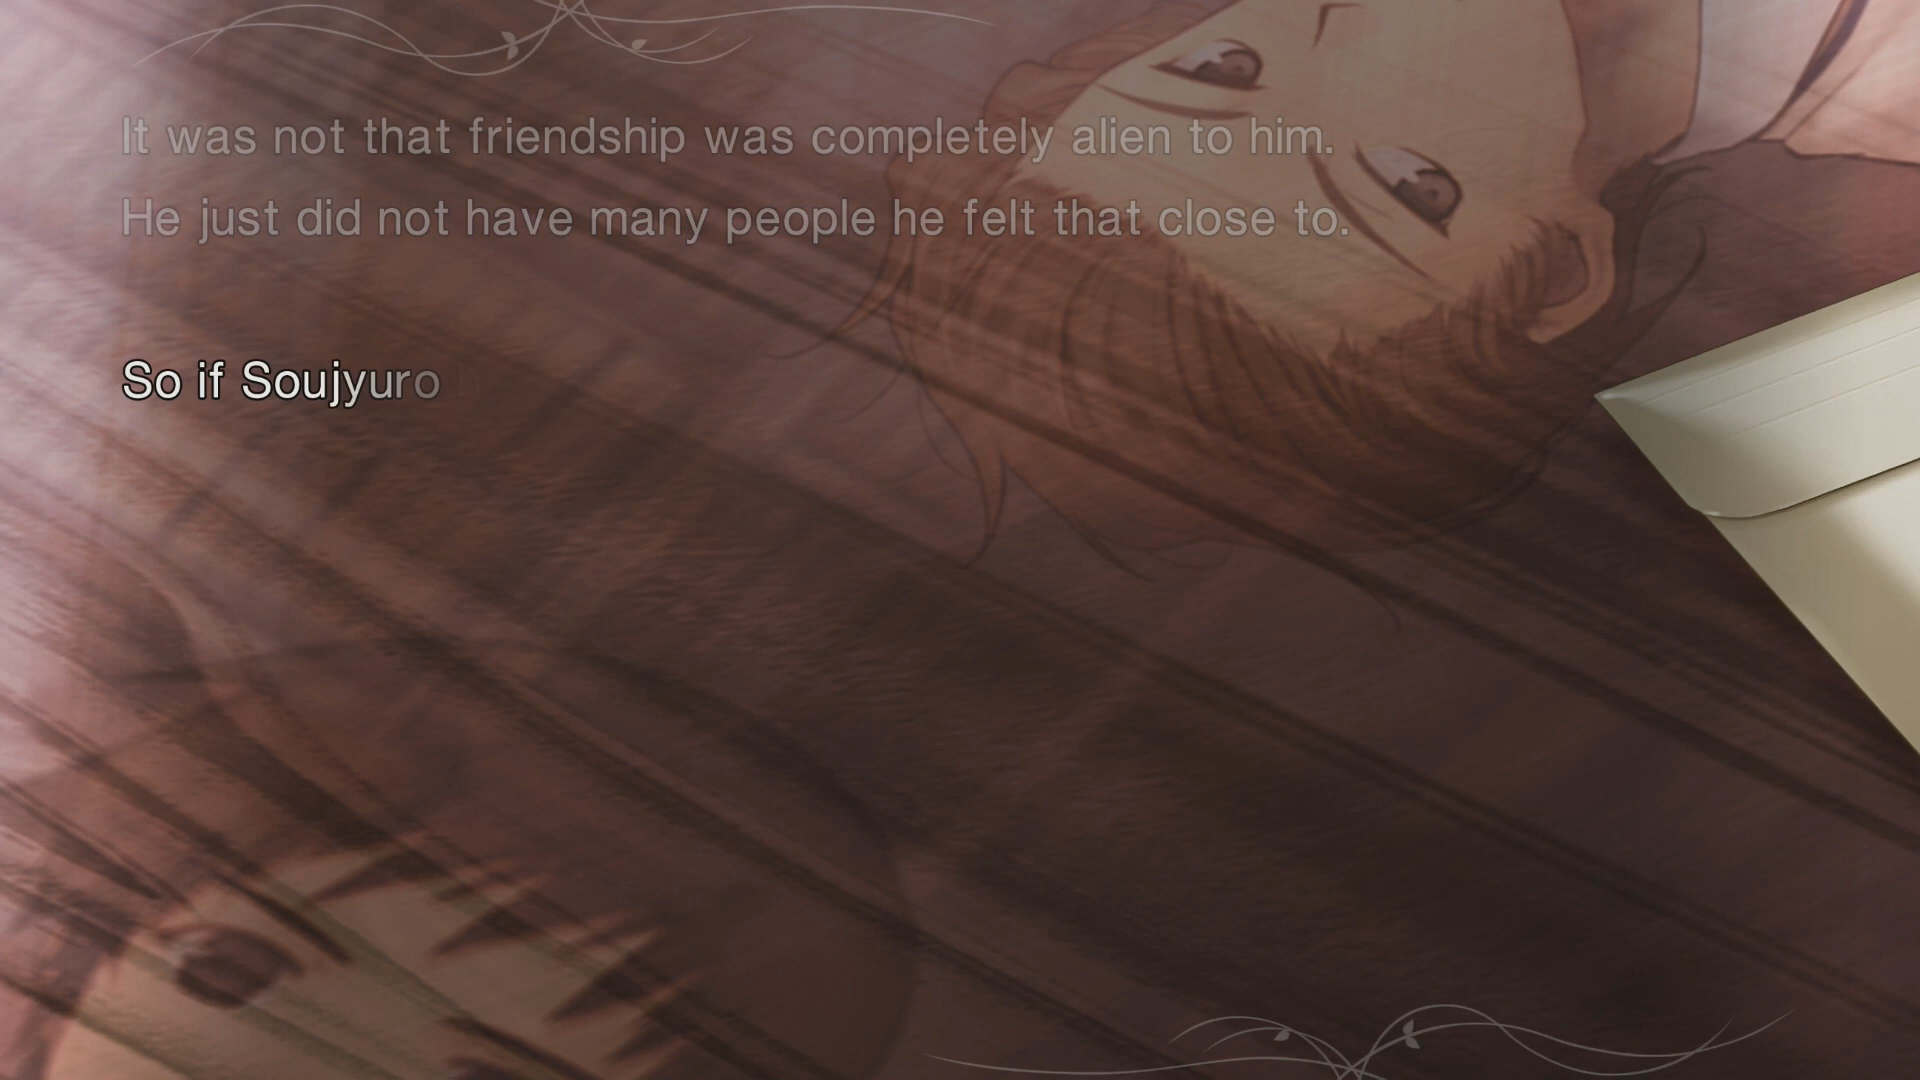 It was not that friendship was completely alien to him.
He just did not have many people he felt that close to.
So if Soujyuro h